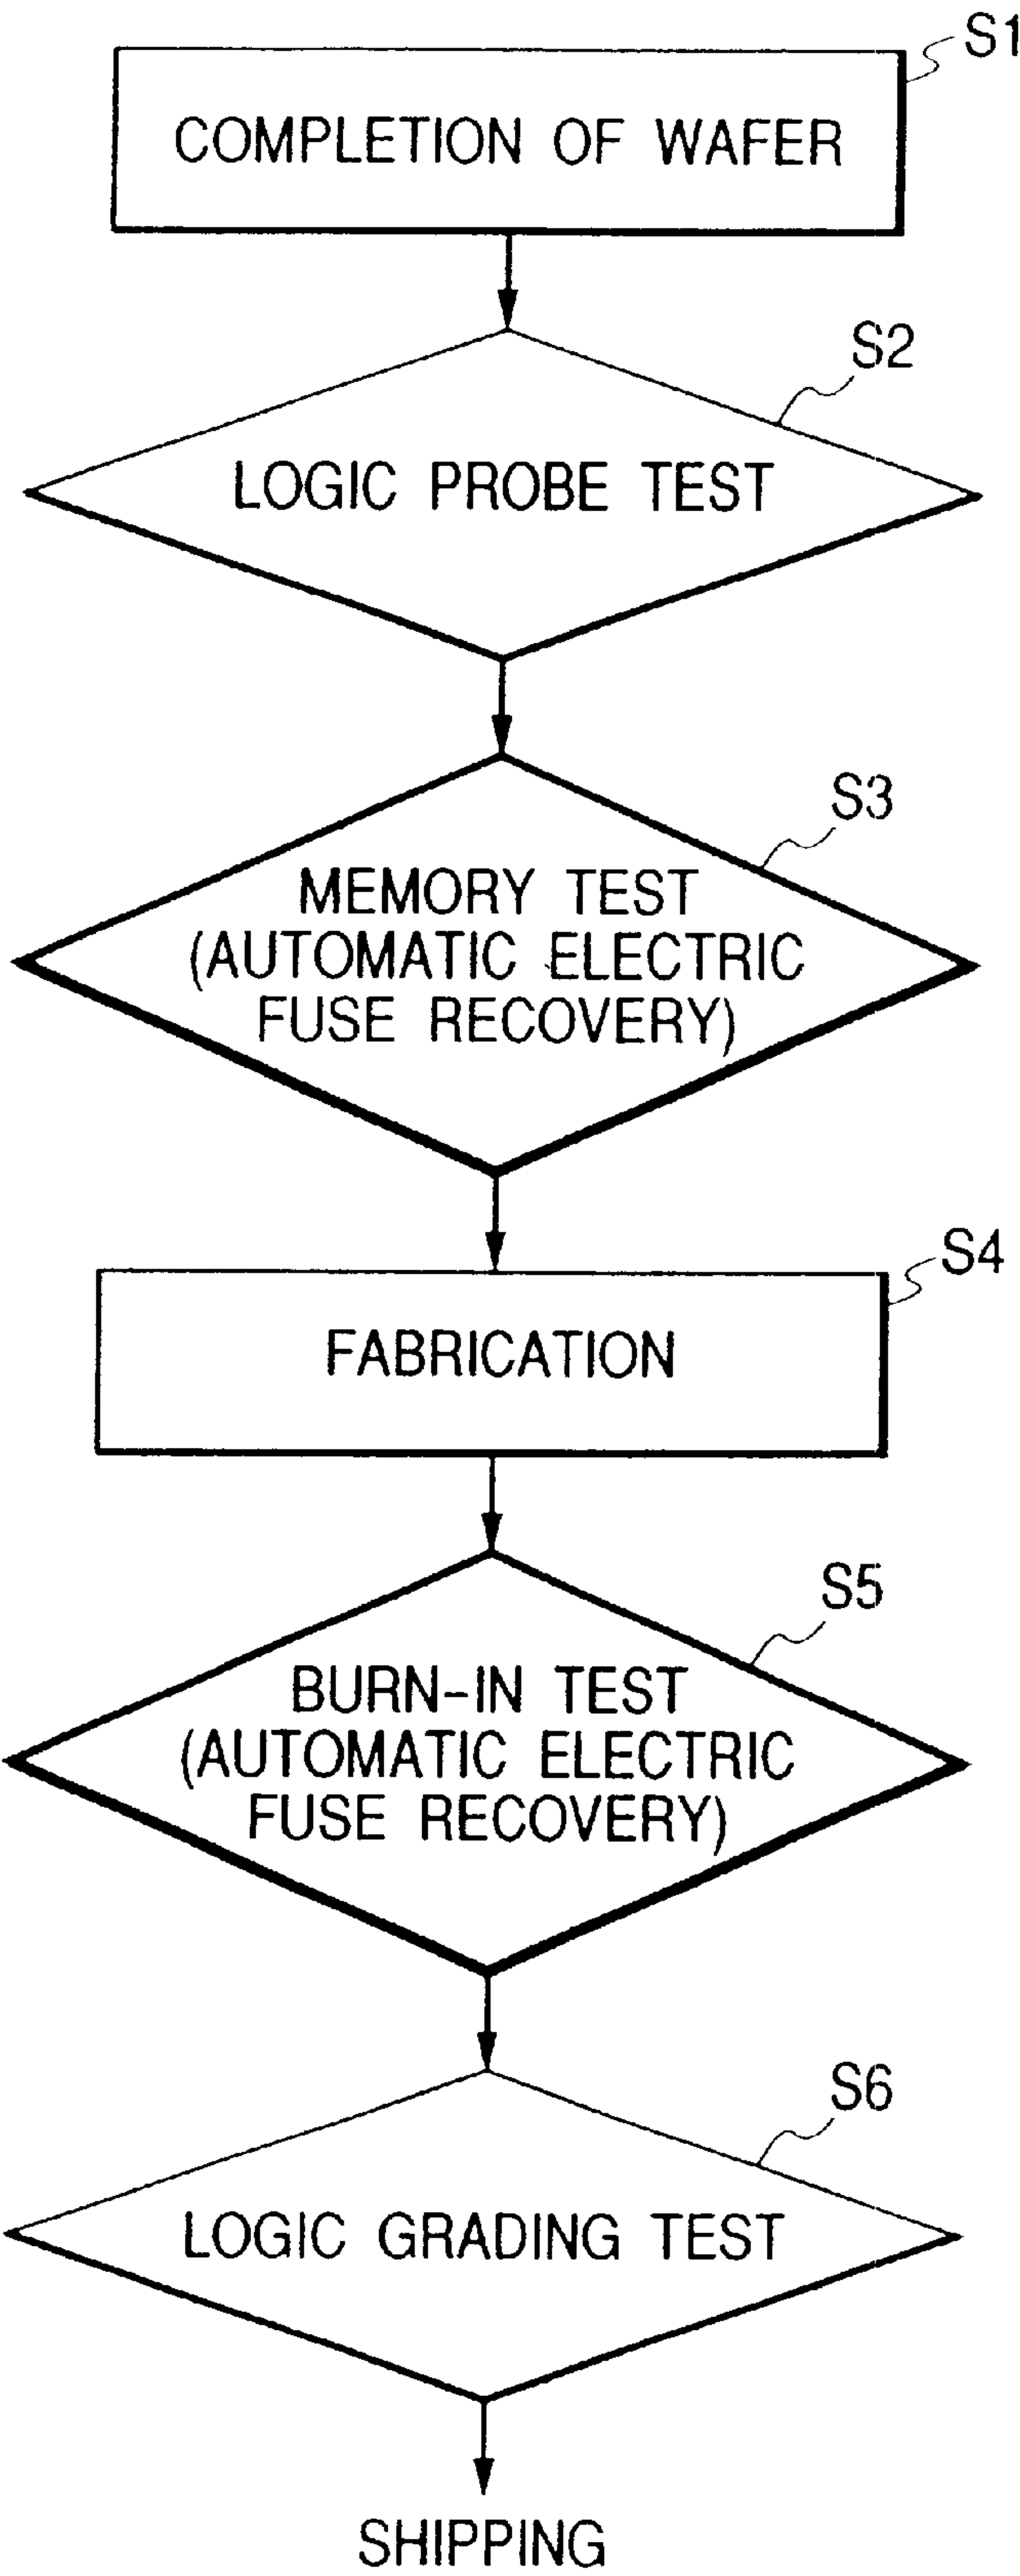 S1
COMPLETION OF WAFER
S2
LOGIC PROBE TEST
S3
MEMORY TEST
(AUTOMATIC ELECTRIC
FUSE RECOVERY)
S4
FABRICATION
S5
BURN-IN TEST
(AUTOMATIC ELECTRIC
FUSE RECOVERY)
S6
LOGIC GRADING TEST
SHIPPING